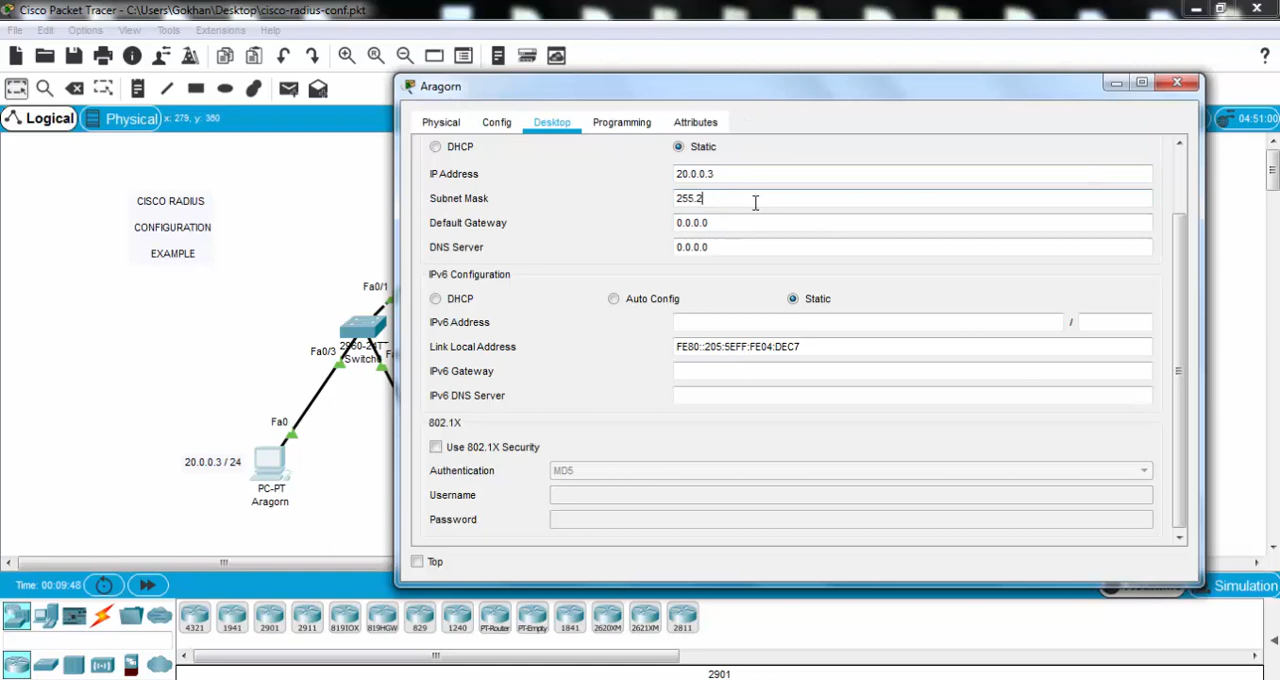 Cisco Packet Tracer - C:\Users\Gokhan\Desktop\cisco-radius-conf.pkt
File Edit Options View Tools Extensions Help
?
Logical Physical x: 279, y: 380
04:51:00
CISCO RADIUS
CONFIGURATION
EXAMPLE
Fa0/1
2960-24TT
Fa0/3
Switch0
Fa0
20.0.0.3 / 24
PC-PT
Aragorn
Aragorn
Physical Config Desktop Programming Attributes
DHCP Static
IP Address 20.0.0.3
Subnet Mask 255.2
Default Gateway 0.0.0.0
DNS Server 0.0.0.0
IPv6 Configuration
DHCP Auto Config Static
IPv6 Address /
Link Local Address FE80::205:5EFF:FE04:DEC7
IPv6 Gateway
IPv6 DNS Server
802.1X
Use 802.1X Security
Authentication MD5
Username
Password
Top
Time: 00:09:48
Simulation
4321 1941 2901 2911 819IOX 819HGW 829 1240 PT-Router PT-Empty 1841 2620XM 2621XM 2811
2901